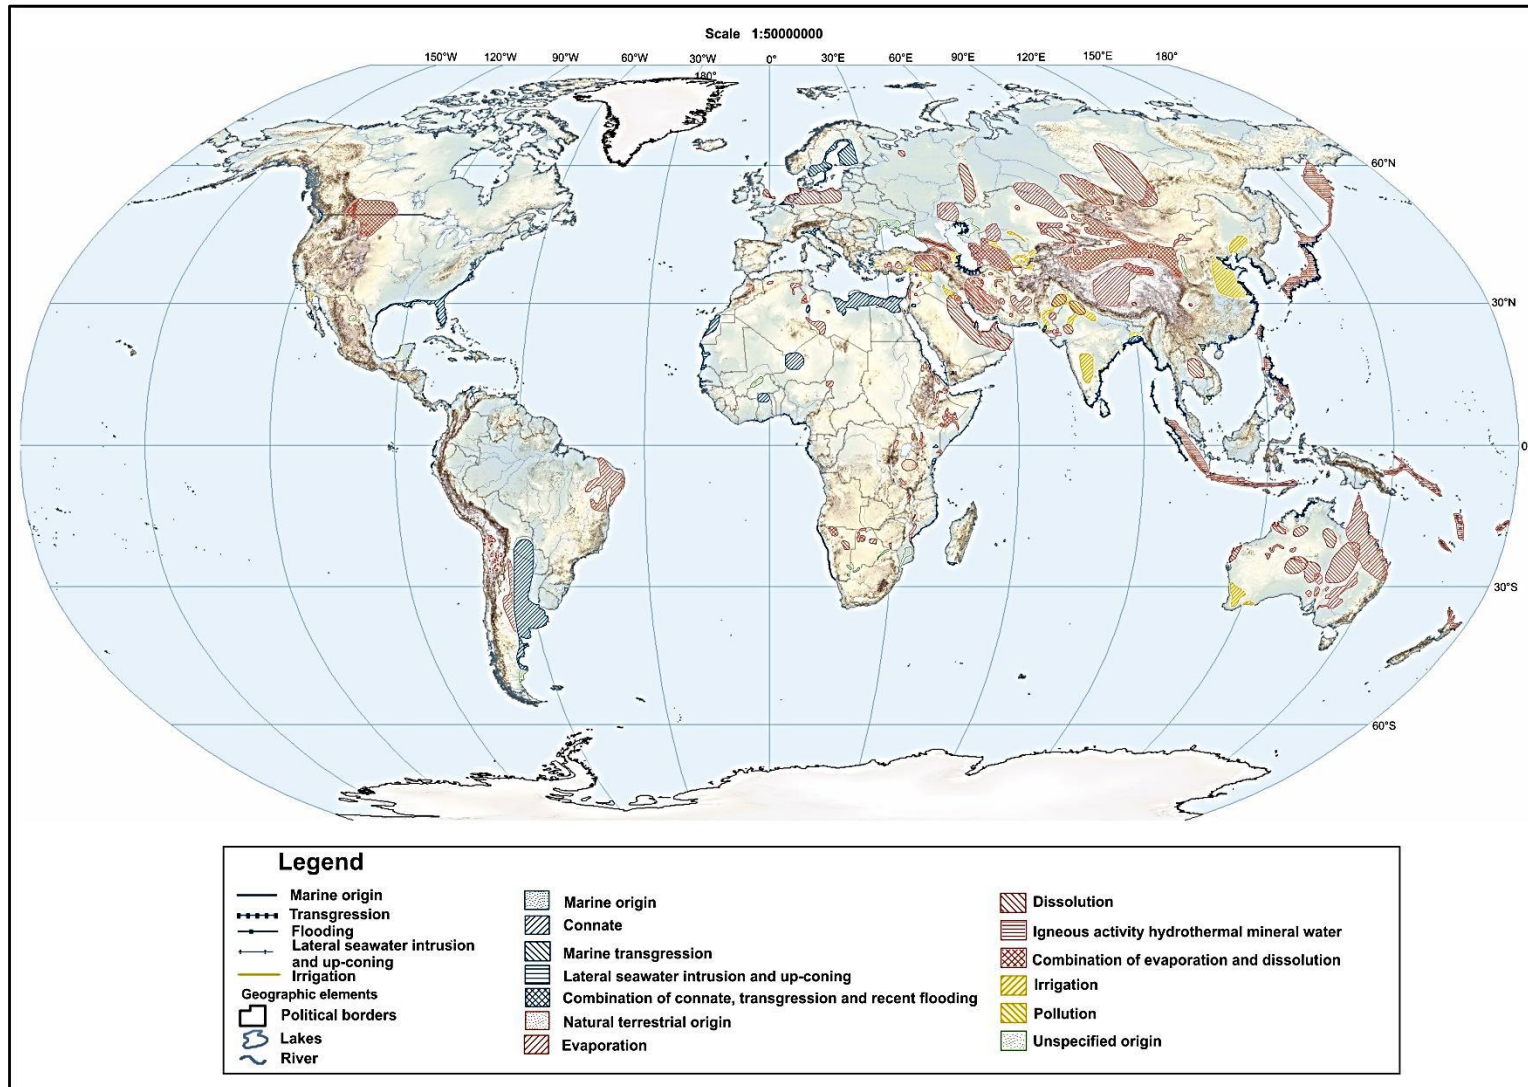 Scale 1:50000000
150°W 120°W 90°W 60°W 30°W 0° 30°E 60°E 90°E 120°E 150°E 180°
180°
60°N
30°N
0
30°S
60°S
Legend
Marine origin
Transgression
Flooding
Lateral seawater intrusion
and up-coning
Irrigation
Geographic elements
Political borders
Lakes
River
Marine origin
Connate
Marine transgression
Lateral seawater intrusion and up-coning
Combination of connate, transgression and recent flooding
Natural terrestrial origin
Evaporation
Dissolution
Igneous activity hydrothermal mineral water
Combination of evaporation and dissolution
Irrigation
Pollution
Unspecified origin